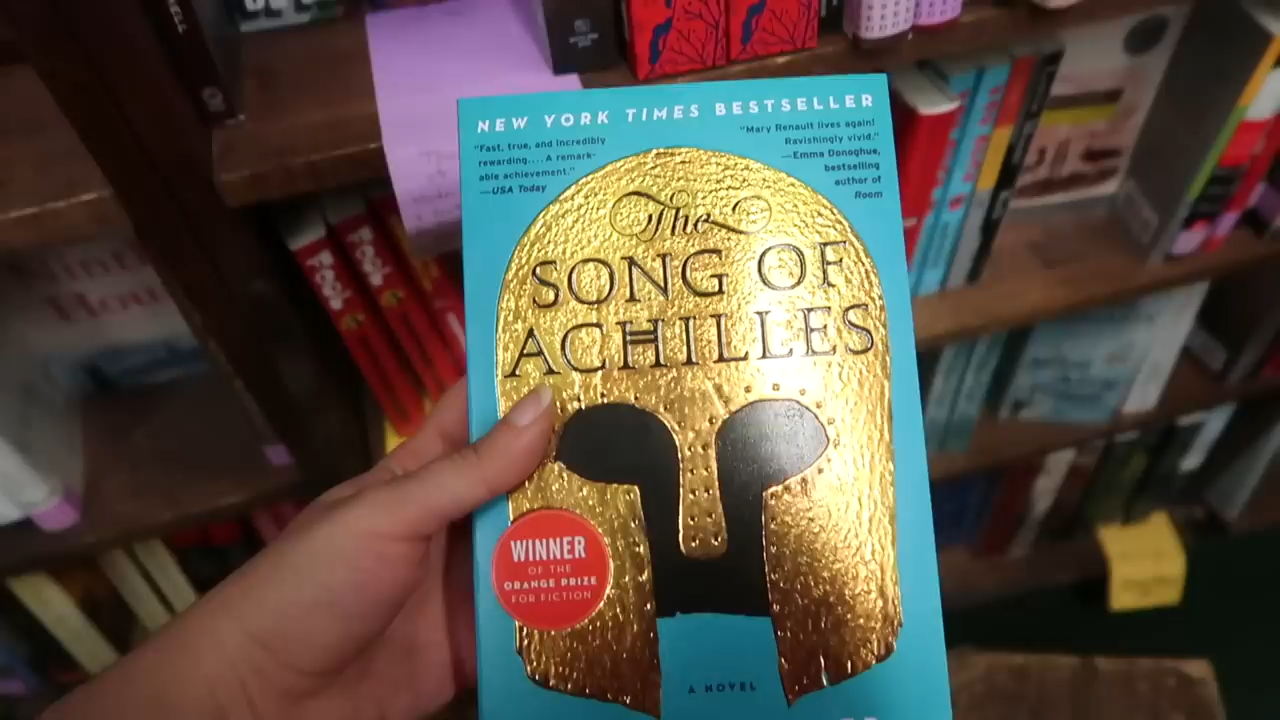 NEW YORK TIMES BESTSELLER
"Fast, true, and incredibly
rewarding.... A remark-
able achievement."
—USA Today
"Mary Renault lives again!
Ravishingly vivid."
—Emma Donoghue,
bestselling
author of
Room
The
SONG OF
ACHILLES
WINNER
OF THE
ORANGE PRIZE
FOR FICTION
A NOVEL
Fool
Fool